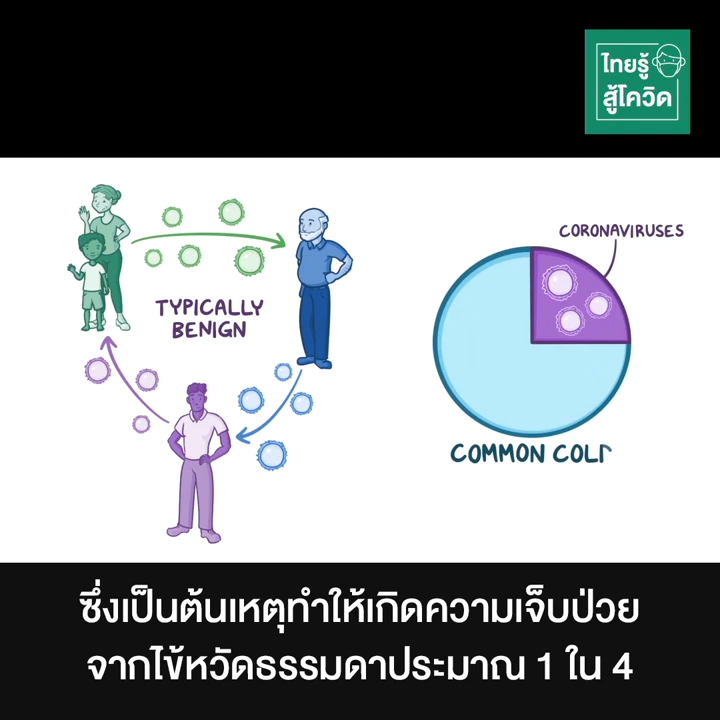 ไทยรู้
สู้โควิด
CORONAVIRUSES
TYPICALLY
BENIGN
COMMON COL
ซึ่งเป็นต้นเหตุทำให้เกิดความเจ็บป่วย
จากไข้หวัดธรรมดาประมาณ 1 ใน 4